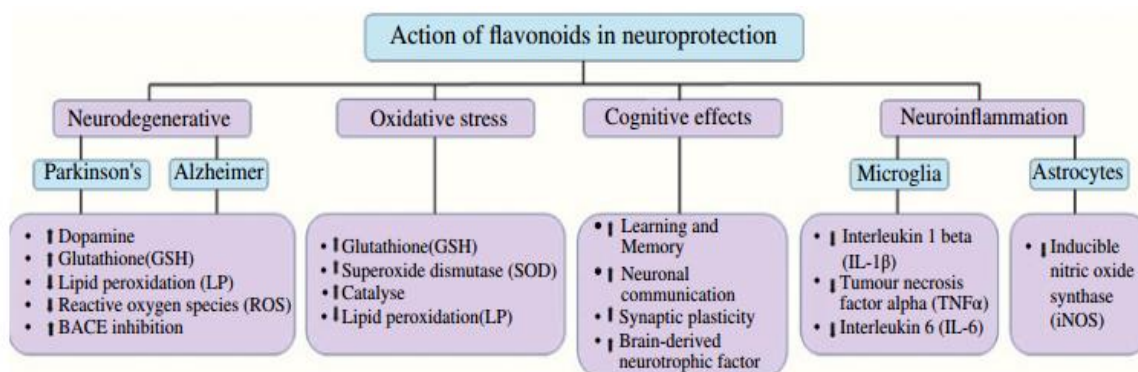 Action of flavonoids in neuroprotection
Neurodegenerative
Oxidative stress
Cognitive effects
Neuroinflammation
Parkinson's
Alzheimer
Microglia
Astrocytes
• ⬆ Dopamine
• ⬆ Glutathione(GSH)
• ⬇ Lipid peroxidation (LP)
• ⬇ Reactive oxygen species (ROS)
• ⬆ BACE inhibition
• ⬆ Glutathione(GSH)
• ⬆ Superoxide dismutase (SOD)
• ⬆ Catalyse
• ⬇ Lipid peroxidation(LP)
• ⬆ Learning and
Memory
• ⬆ Neuronal
communication
• ⬆ Synaptic plasticity
• ⬆ Brain-derived
neurotrophic factor
• ⬇ Interleukin 1 beta
(IL-1β)
• ⬇ Tumour necrosis
factor alpha (TNFα)
• ⬇ Interleukin 6 (IL-6)
• ⬇ Inducible
nitric oxide
synthase
(iNOS)